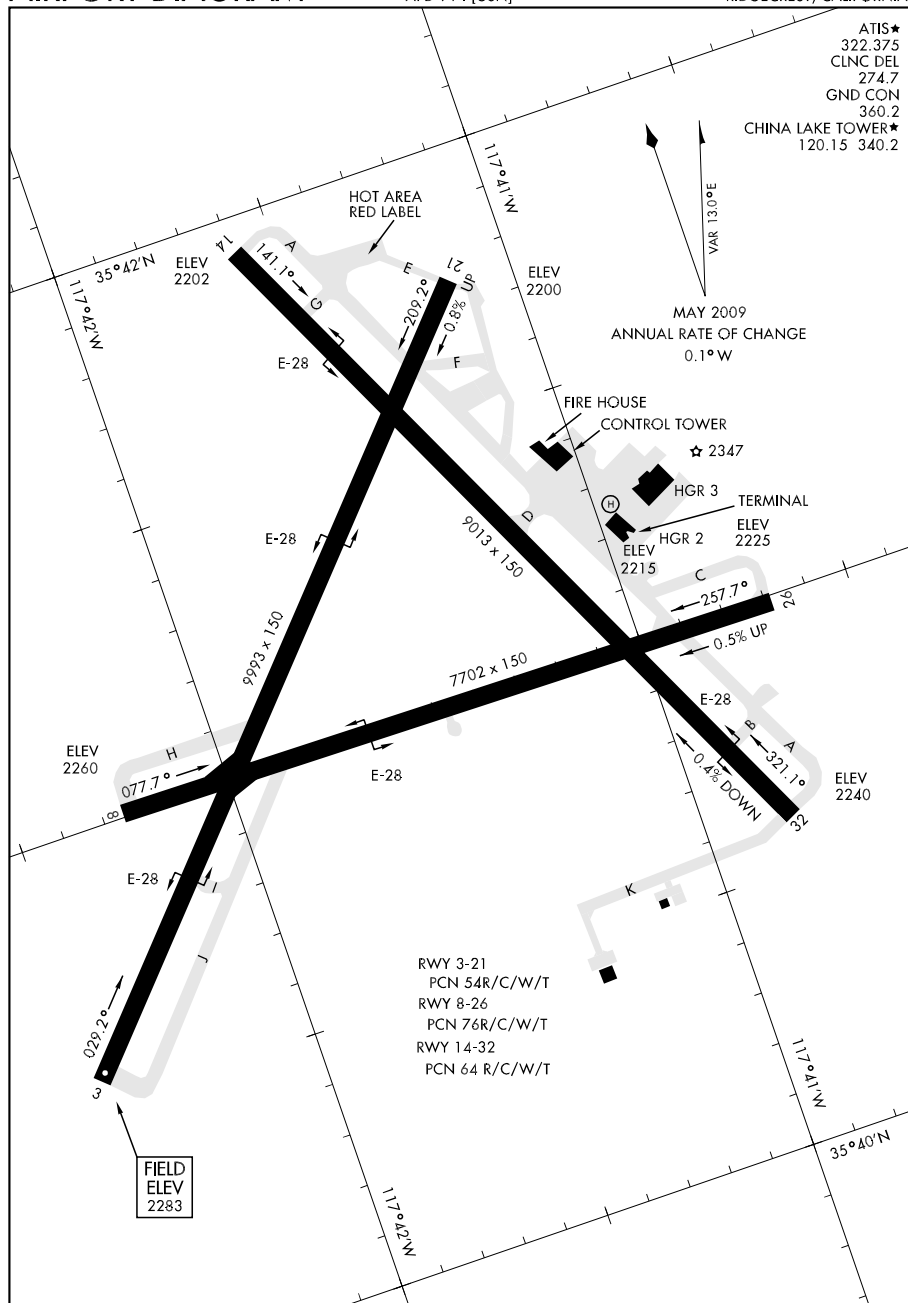 ATIS★
322.375
CLNC DEL
274.7
GND CON
360.2
CHINA LAKE TOWER★
120.15 340.2
117°41'W
HOT AREA
RED LABEL
VAR 13.0°E
14
A
141.1°
G
ELEV
2202
35°42'N
117°42'W
E
21
209.2°
0.8% UP
F
ELEV
2200
MAY 2009
ANNUAL RATE OF CHANGE
0.1° W
E-28
FIRE HOUSE
CONTROL TOWER
2347
HGR 3
H
TERMINAL
HGR 2
ELEV
2215
ELEV
2225
D
E-28
9013 x 150
C
257.7°
26
0.5% UP
9993 x 150
7702 x 150
E-28
B
A
321.1°
0.4% DOWN
32
ELEV
2240
ELEV
2260
H
077.7°
8
E-28
E-28
I
J
K
029.2°
3
RWY 3-21
PCN 54R/C/W/T
RWY 8-26
PCN 76R/C/W/T
RWY 14-32
PCN 64 R/C/W/T
117°41'W
35°40'N
FIELD
ELEV
2283
117°42'W